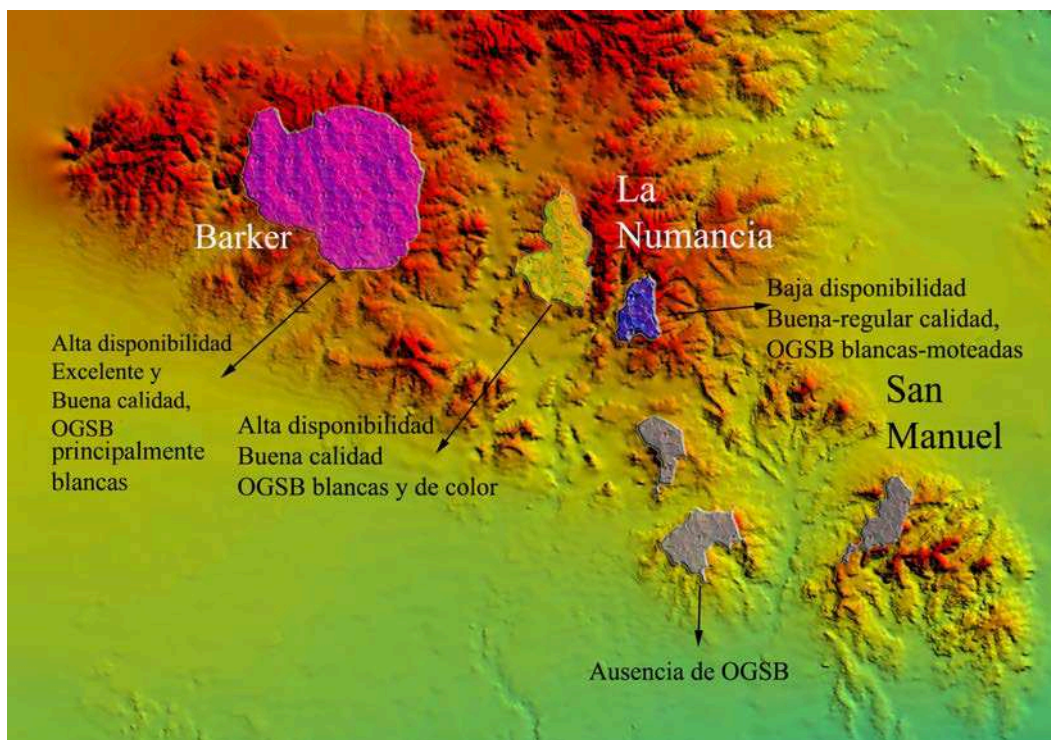 Barker
La
Numancia
Baja disponibilidad
Buena-regular calidad,
OGSB blancas-moteadas
San
Manuel
Alta disponibilidad
Excelente y
Buena calidad,
OGSB
principalmente
blancas
Alta disponibilidad
Buena calidad
OGSB blancas y de color
Ausencia de OGSB